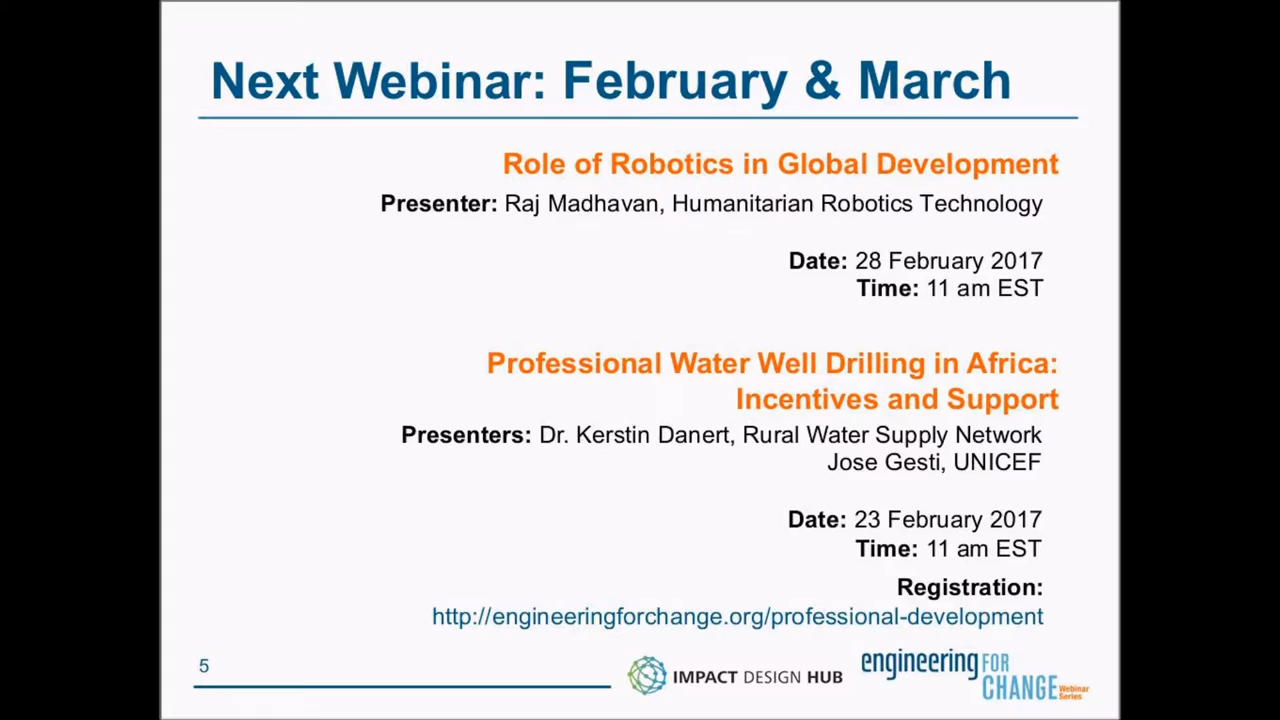 Next Webinar: February & March
Role of Robotics in Global Development
Presenter: Raj Madhavan, Humanitarian Robotics Technology
Date: 28 February 2017
Time: 11 am EST
Professional Water Well Drilling in Africa:
Incentives and Support
Presenters: Dr. Kerstin Danert, Rural Water Supply Network
Jose Gesti, UNICEF
Date: 23 February 2017
Time: 11 am EST
Registration:
http://engineeringforchange.org/professional-development
5
IMPACT DESIGN HUB
engineering FOR
CHANGE Webinar
Series